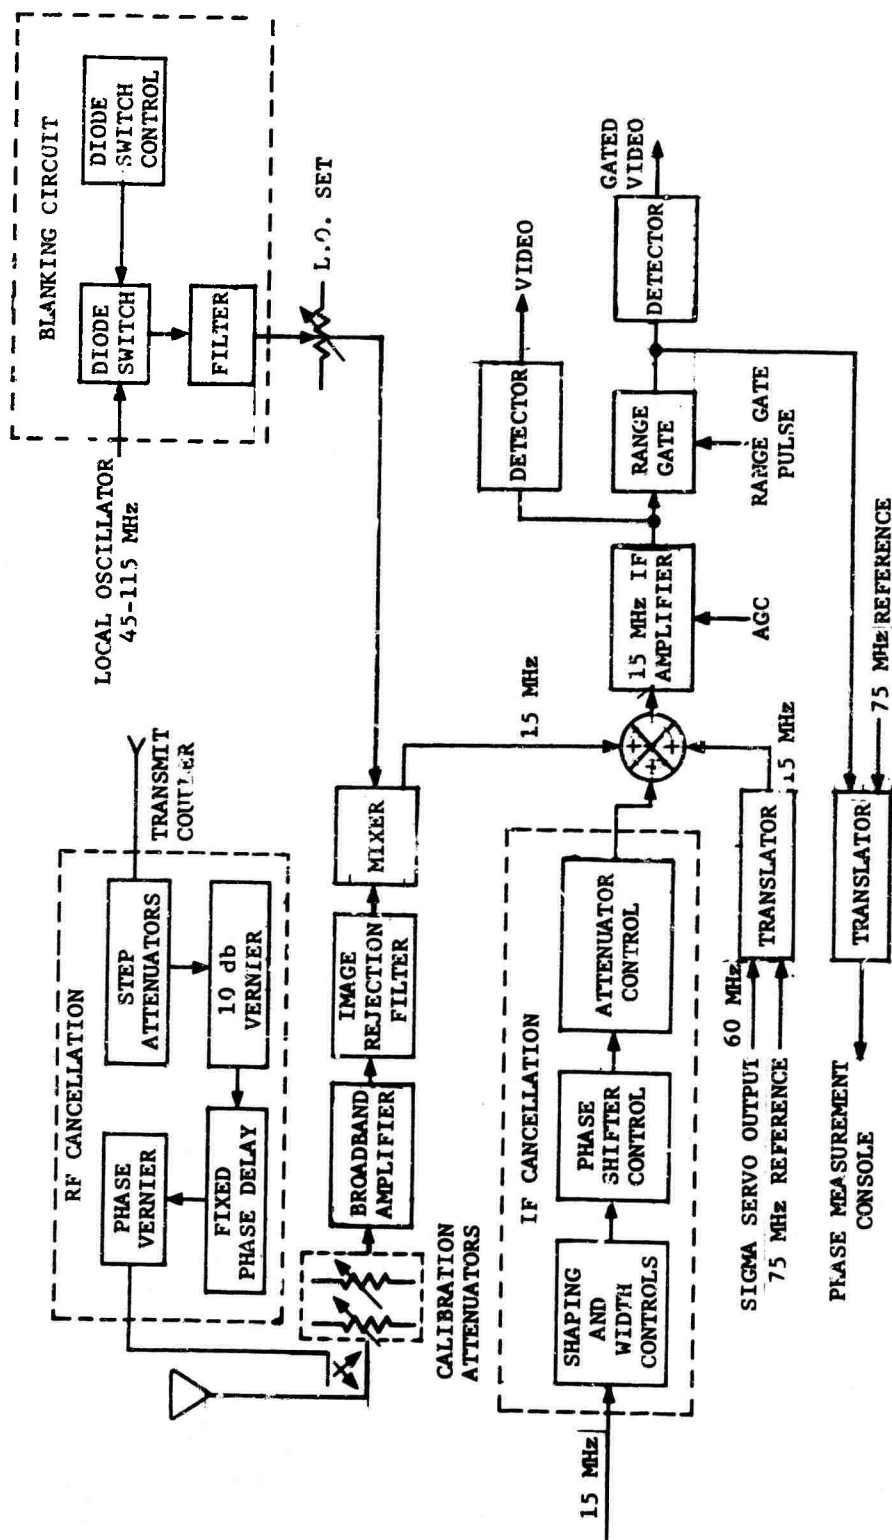 RF CANCELLATION
PHASE
VERNIER
STEP
ATTENUATORS
FIXED
PHASE DELAY
10 db
VERNIER
TRANSMIT
COUPLER
LOCAL OSCILLATOR
45-115 MHz
BLANKING CIRCUIT
DIODE
SWITCH
DIODE
SWITCH
CONTROL
FILTER
L.O. SET
CALIBRATION
ATTENUATORS
BROADBAND
AMPLIFIER
IMAGE
REJECTION
FILTER
MIXER
15 MHz
DETECTOR
VIDEO
IF CANCELLATION
15 MHz
SHAPING
AND
WIDTH
CONTROLS
PHASE
SHIFTER
CONTROL
ATTENUATOR
CONTROL
+
+
+
15 MHz IF
AMPLIFIER
AGC
RANGE
GATE
RANGE GATE
PULSE
DETECTOR
GATED
VIDEO
SIGMA SERVO OUTPUT
60 MHz
75 MHz REFERENCE
TRANSLATOR
15 MHz
PHASE MEASUREMENT
CONSOLE
TRANSLATOR
75 MHz REFERENCE